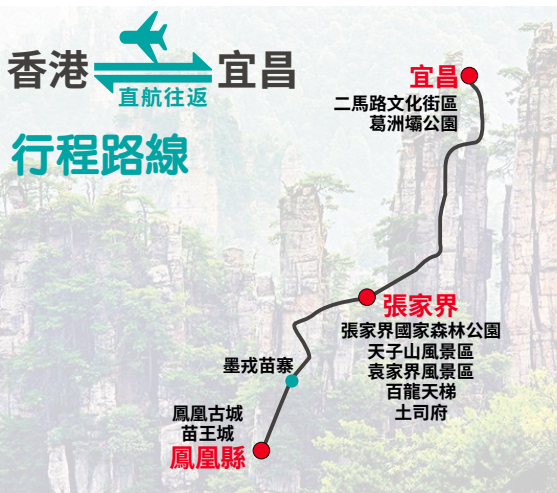 香港 宜昌
直航往返
行程路線
宜昌
二馬路文化街區
葛洲壩公園
張家界
張家界國家森林公園
天子山風景區
袁家界風景區
百龍天梯
土司府
墨戎苗寨
鳳凰古城
苗王城
鳳凰縣